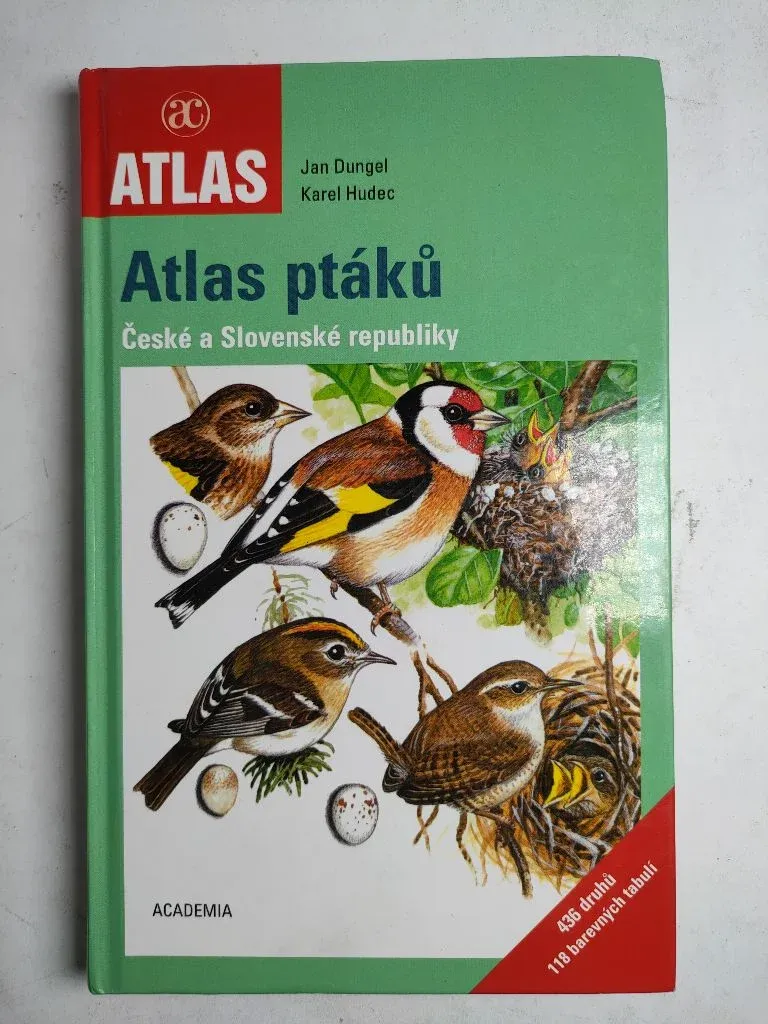 ac
ATLAS
Jan Dungel
Karel Hudec
Atlas ptáků
České a Slovenské republiky
ACADEMIA
436 druhů
118 barevných tabulí